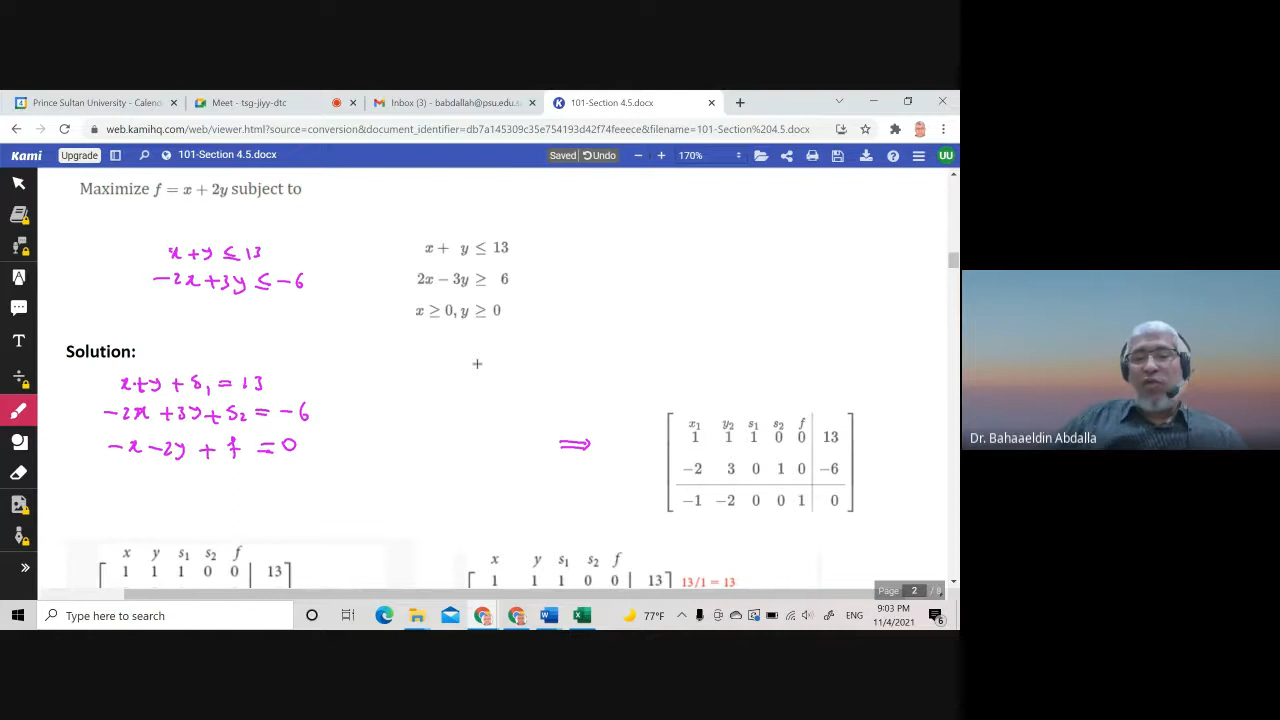 Prince Sultan University - Calend
Meet - tsg-jiyy-dtc
Inbox (3) - babdallah@psu.edu.s
101-Section 4.5.docx
web.kamihq.com/web/viewer.html?source=conversion&document_identifier=db7a145309c35e754193d42f74feeece&filename=101-Section%204.5.docx
Kami Upgrade 101-Section 4.5.docx Saved Undo 170% UU
Maximize f = x + 2y subject to
x + y ≤ 13
-2x + 3y ≤ -6
x + y ≤ 13
2x − 3y ≥ 6
x ≥ 0, y ≥ 0
Solution:
x + y + s₁ = 13
-2x + 3y + s₂ = -6
-x - 2y + f = 0
⇒
x₁ y₂ s₁ s₂ f
1 1 1 0 0 13
−2 3 0 1 0 −6
−1 −2 0 0 1 0
x y s₁ s₂ f
1 1 1 0 0 | 13
x y s₁ s₂ f
1 1 1 0 0 | 13 13/1 = 13
Page 2 / 8
Dr. Bahaaeldin Abdalla
Type here to search
77°F
ENG
9:03 PM
11/4/2021
6